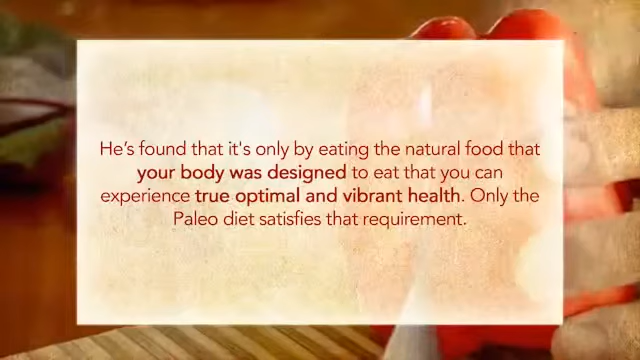 He's found that it's only by eating the natural food that
your body was designed to eat that you can
experience true optimal and vibrant health. Only the
Paleo diet satisfies that requirement.